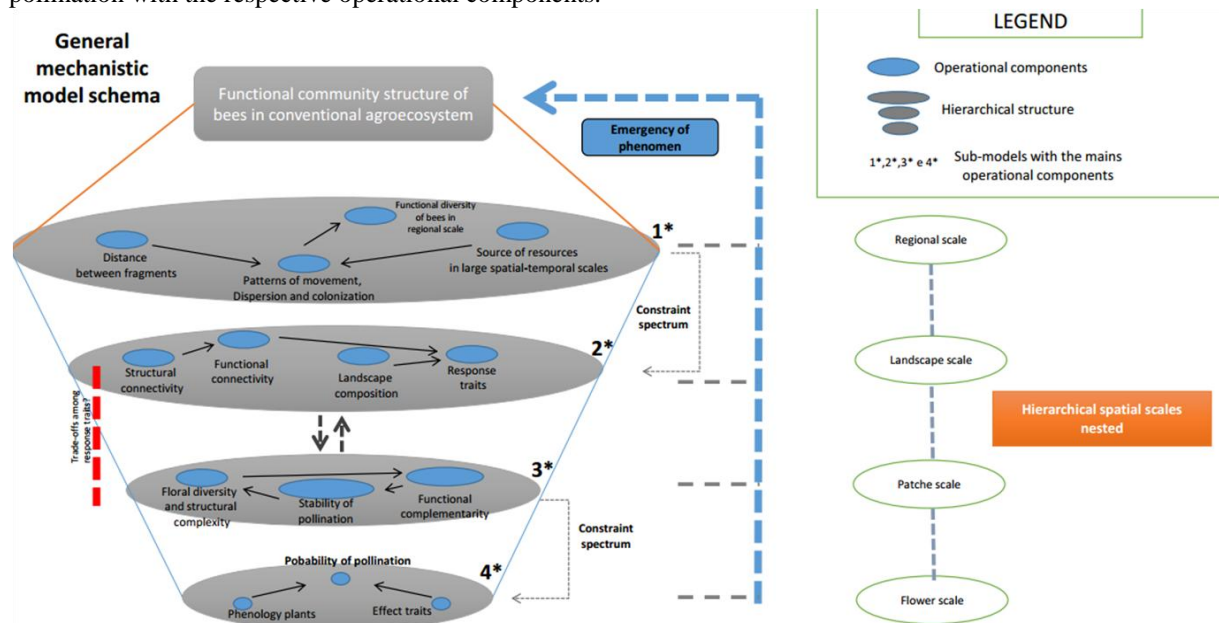 pollination with the respective operational components.
General
mechanistic
model schema
Functional community structure of
bees in conventional agroecosystem
Emergency of
phenomen
Functional diversity
of bees in
regional scale
1*
Distance
between fragments
Source of resources
in large spatial-temporal scales
Patterns of movement,
Dispersion and colonization
Constraint
spectrum
2*
Structural
connectivity
Functional
connectivity
Landscape
composition
Response
traits
Trade-offs among
response traits?
3*
Floral diversity
and structural
complexity
Stability of
pollination
Functional
complementarity
Constraint
spectrum
Pobability of pollination
4*
Phenology plants
Effect traits
LEGEND
Operational components
Hierarchical structure
1*,2*,3* e 4*
Sub-models with the mains
operational components
Regional scale
Landscape scale
Hierarchical spatial scales
nested
Patche scale
Flower scale